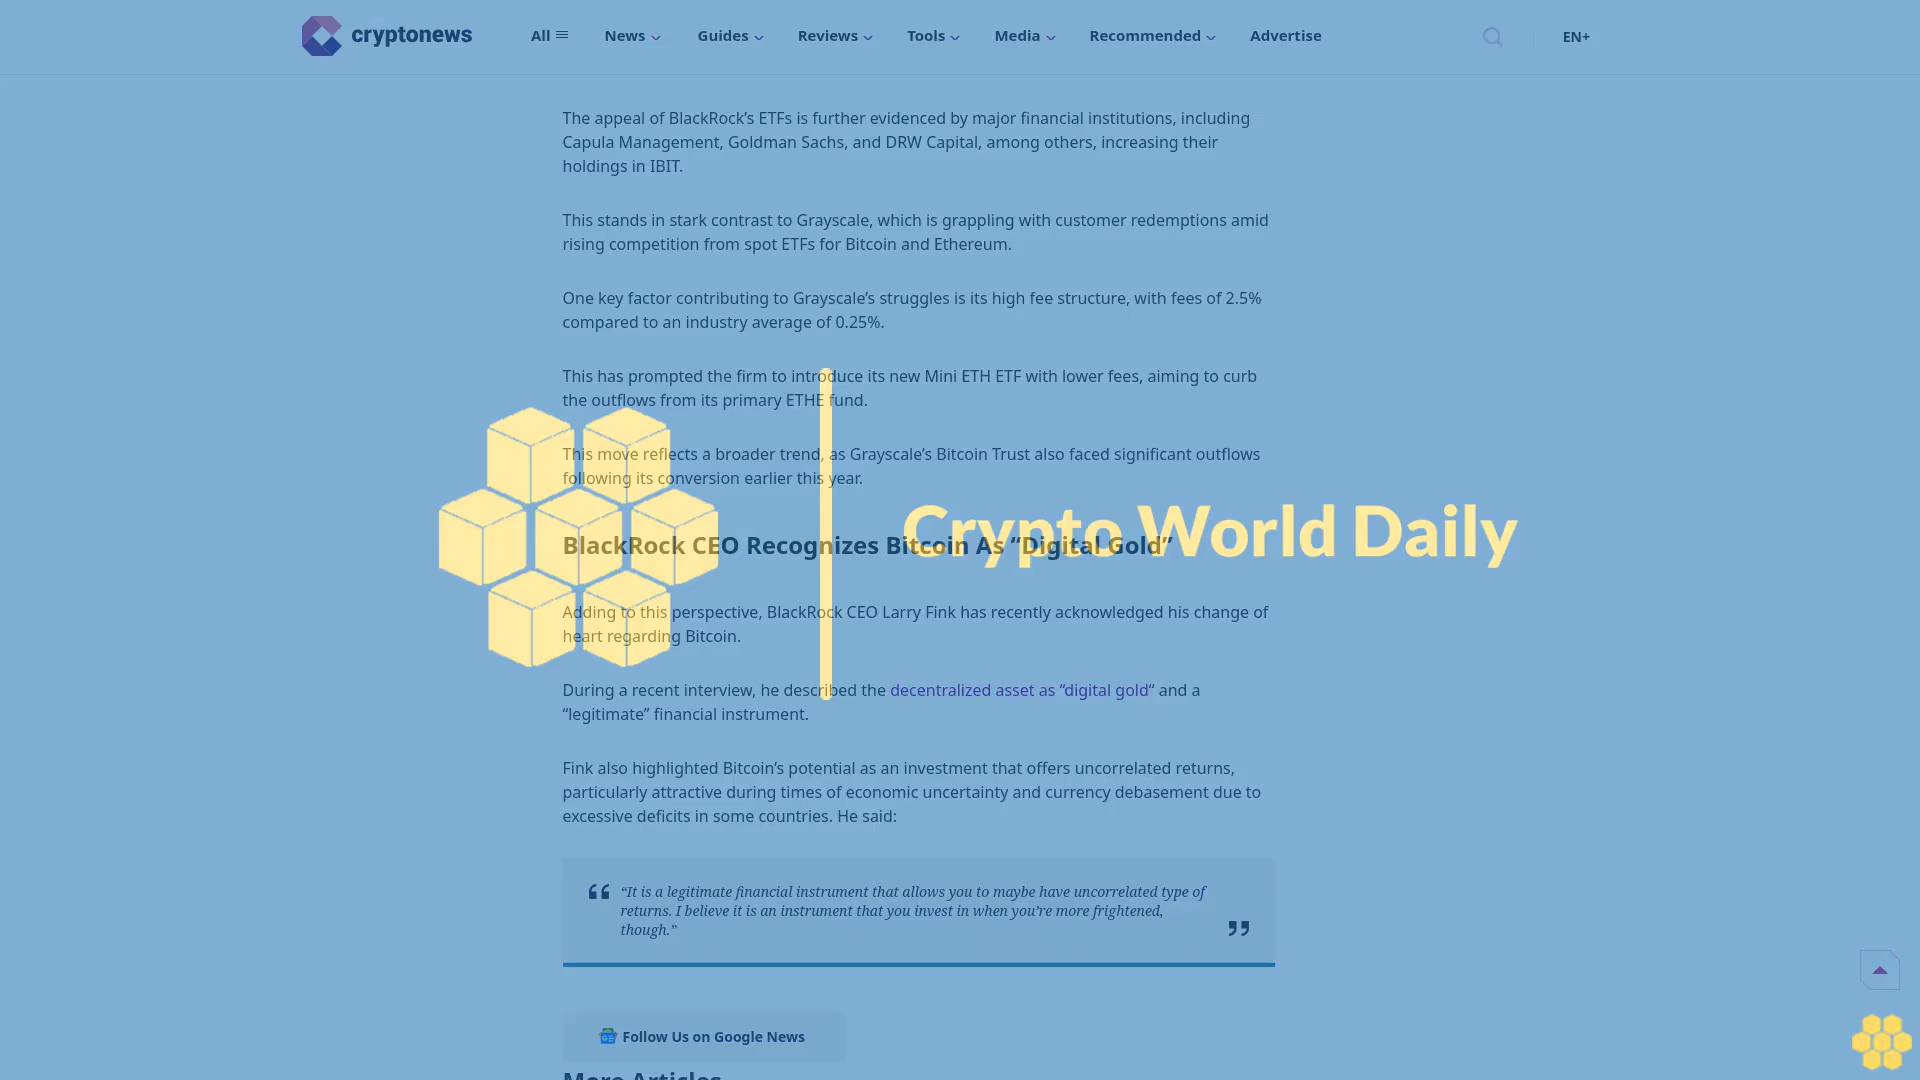 cryptonews
All
News
Guides
Reviews
Tools
Media
Recommended
Advertise
EN+
The appeal of BlackRock’s ETFs is further evidenced by major financial institutions, including
Capula Management, Goldman Sachs, and DRW Capital, among others, increasing their
holdings in IBIT.
This stands in stark contrast to Grayscale, which is grappling with customer redemptions amid
rising competition from spot ETFs for Bitcoin and Ethereum.
One key factor contributing to Grayscale’s struggles is its high fee structure, with fees of 2.5%
compared to an industry average of 0.25%.
This has prompted the firm to introduce its new Mini ETH ETF with lower fees, aiming to curb
the outflows from its primary ETHE fund.
This move reflects a broader trend, as Grayscale’s Bitcoin Trust also faced significant outflows
following its conversion earlier this year.
Crypto World Daily
BlackRock CEO Recognizes Bitcoin As “Digital Gold”
Adding to this perspective, BlackRock CEO Larry Fink has recently acknowledged his change of
heart regarding Bitcoin.
During a recent interview, he described the decentralized asset as “digital gold“ and a
“legitimate” financial instrument.
Fink also highlighted Bitcoin’s potential as an investment that offers uncorrelated returns,
particularly attractive during times of economic uncertainty and currency debasement due to
excessive deficits in some countries. He said:
“It is a legitimate financial instrument that allows you to maybe have uncorrelated type of
returns. I believe it is an instrument that you invest in when you’re more frightened,
though.”
Follow Us on Google News
More Articles